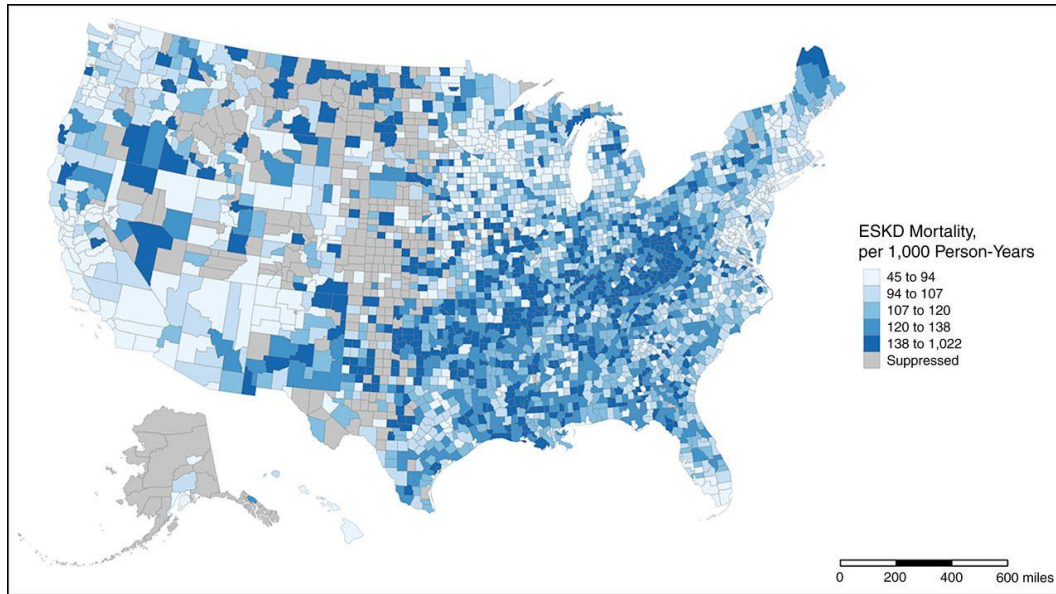 ESKD Mortality,
per 1,000 Person-Years
45 to 94
94 to 107
107 to 120
120 to 138
138 to 1,022
Suppressed
0 200 400 600 miles